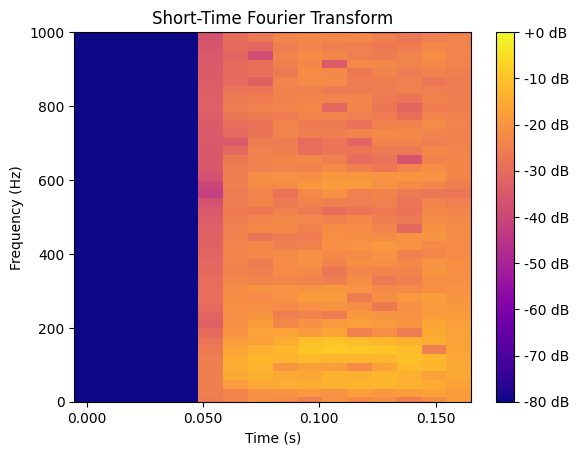 Short-Time Fourier Transform
1000
800
600
400
200
0
Frequency (Hz)
0.000
0.050
0.100
0.150
Time (s)
+0 dB
-10 dB
-20 dB
-30 dB
-40 dB
-50 dB
-60 dB
-70 dB
-80 dB